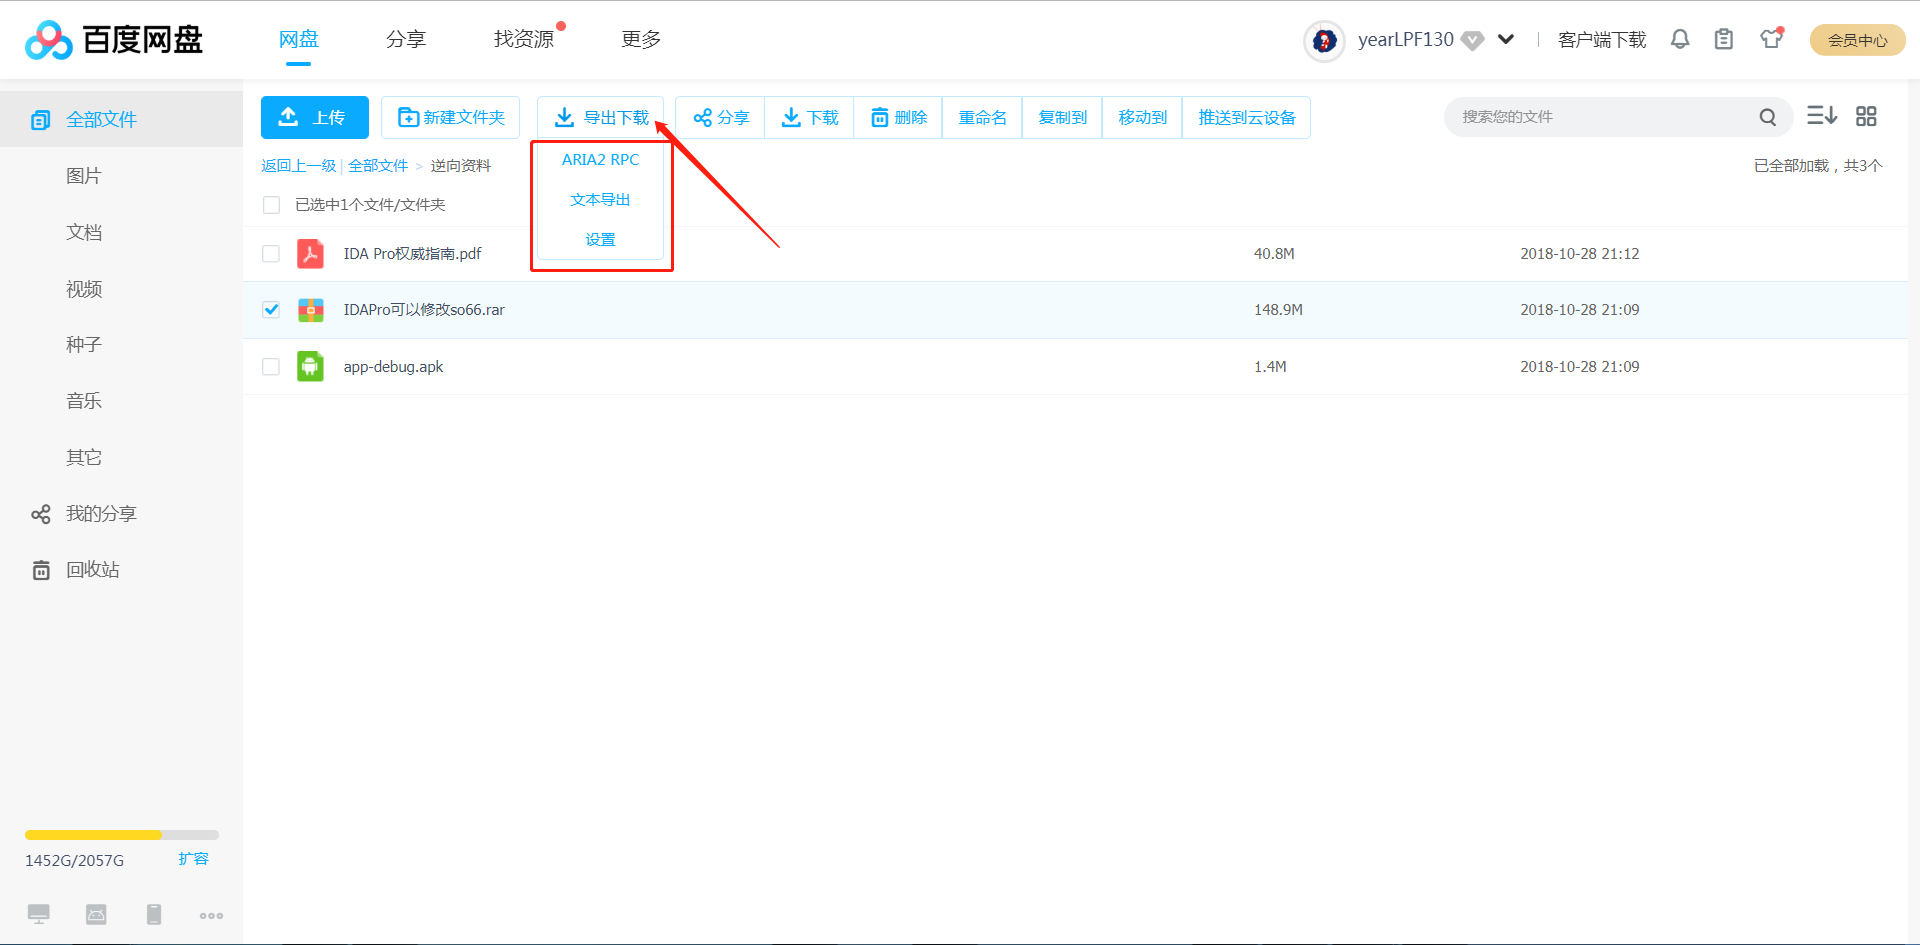 百度网盘
网盘 分享 找资源 更多
yearLPF130
客户端下载
会员中心
全部文件
图片
文档
视频
种子
音乐
其它
我的分享
回收站
1452G/2057G 扩容
上传 新建文件夹 导出下载 分享 下载 删除 重命名 复制到 移动到 推送到云设备
搜索您的文件
ARIA2 RPC
文本导出
设置
返回上一级 | 全部文件 > 逆向资料
已全部加载，共3个
已选中1个文件/文件夹
IDA Pro权威指南.pdf 40.8M 2018-10-28 21:12
IDAPro可以修改so66.rar 148.9M 2018-10-28 21:09
app-debug.apk 1.4M 2018-10-28 21:09